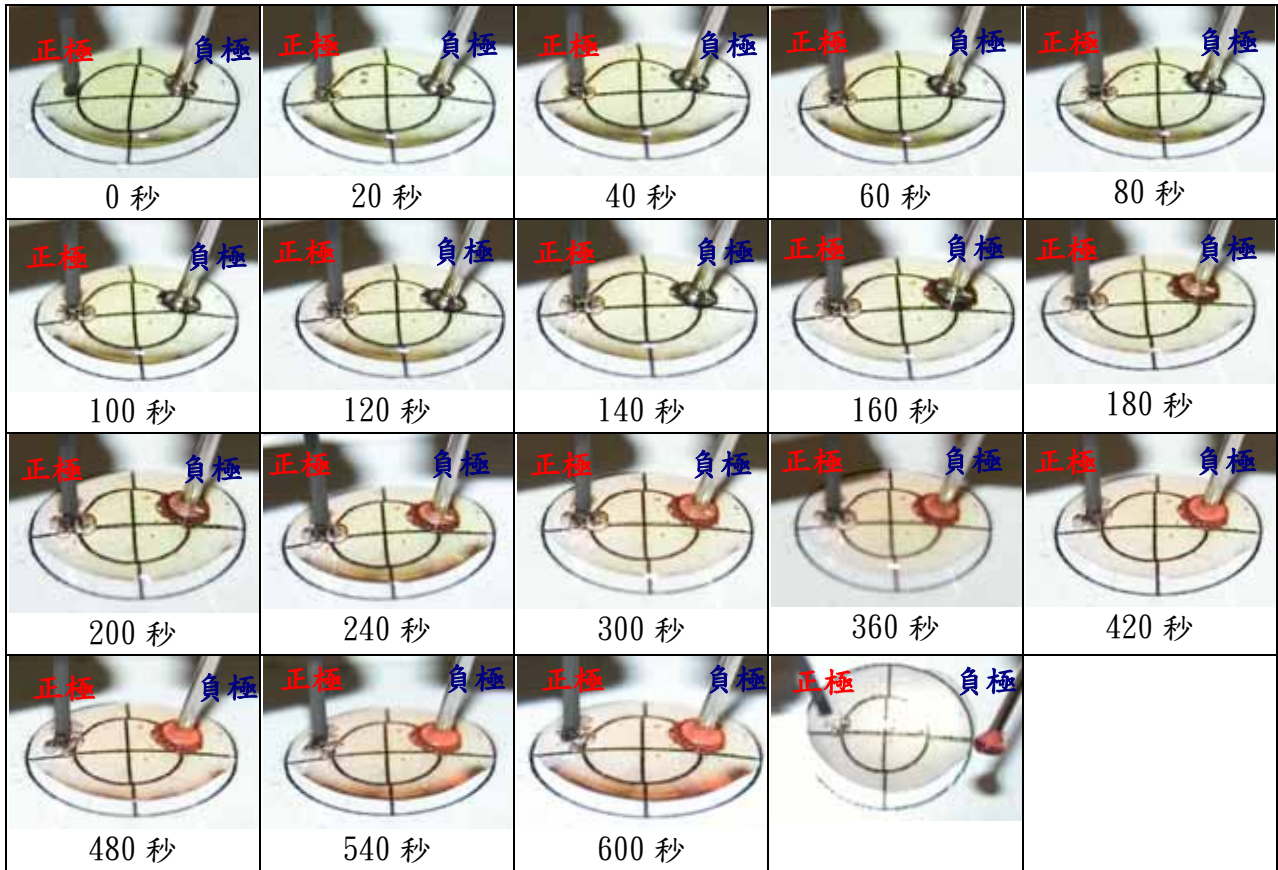 正極 負極 正極 負極 正極 負極 正極 負極 正極 負極
0 秒 20 秒 40 秒 60 秒 80 秒
正極 負極 正極 負極 正極 負極 正極 負極 正極 負極
100 秒 120 秒 140 秒 160 秒 180 秒
正極 負極 正極 負極 正極 負極 正極 負極 正極 負極
200 秒 240 秒 300 秒 360 秒 420 秒
正極 負極 正極 負極 正極 負極 正極 負極
480 秒 540 秒 600 秒